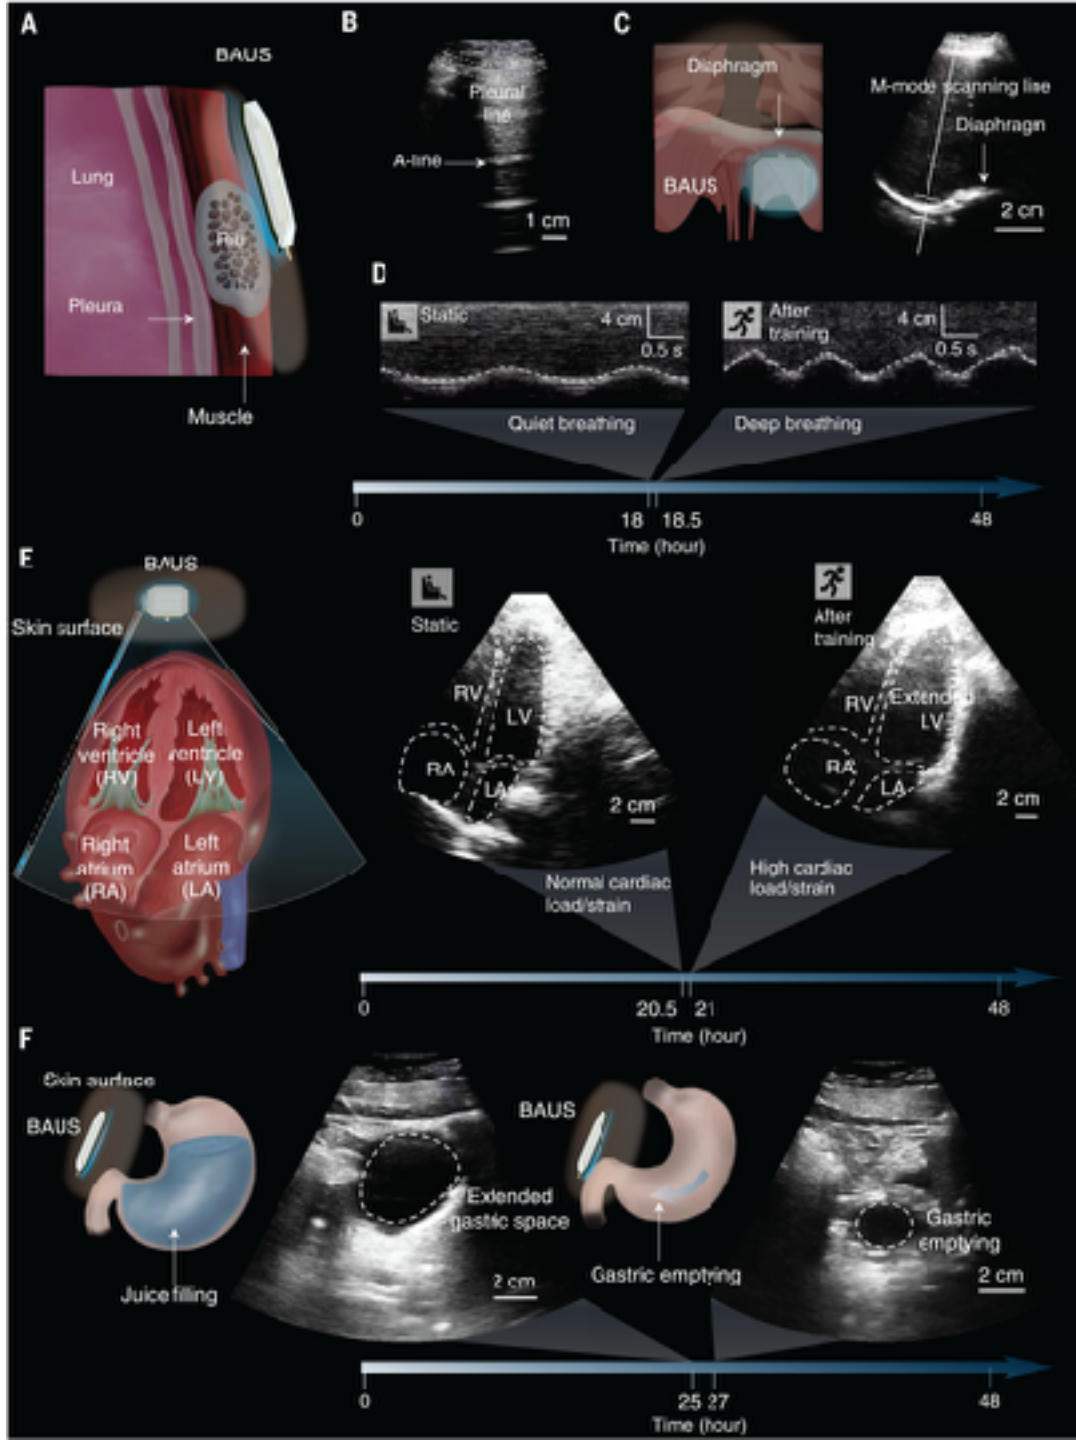 A
BAUS
Lung
Rib
Pleura
Muscle
B
Pleural
line
A-line
1 cm
C
Diaphragm
BAUS
M-mode scanning line
Diaphragm
2 cm
D
Static
4 cm
0.5 s
After
training
4 cm
0.5 s
Quiet breathing
Deep breathing
0
18
18.5
48
Time (hour)
E
BAUS
Skin surface
Right
ventricle
(RV)
Left
ventricle
(LV)
Right
atrium
(RA)
Left
atrium
(LA)
Static
RV
LV
RA
LA
2 cm
After
training
RV
Extended
LV
RA
LA
2 cm
Normal cardiac
load/strain
High cardiac
load/strain
0
20.5
21
48
Time (hour)
F
Skin surface
BAUS
Juice filling
Extended
gastric space
2 cm
BAUS
Gastric emptying
Gastric
emptying
2 cm
0
25
27
48
Time (hour)